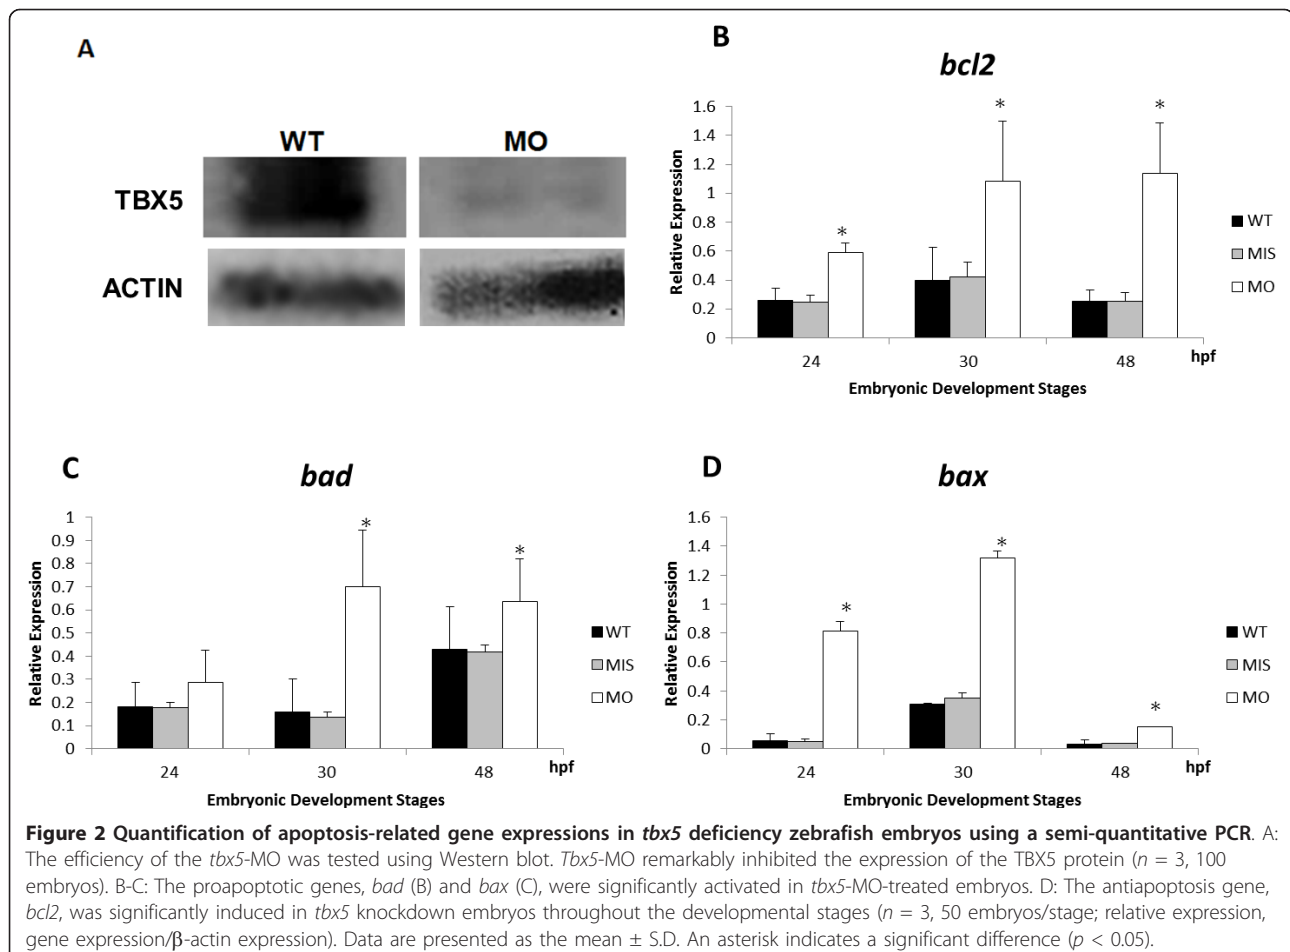 A
WT MO
TBX5
ACTIN
B
bcl2
Relative Expression
1.6
1.4
1.2
1
0.8
0.6
0.4
0.2
0
*
*
*
24 30 48 hpf
Embryonic Development Stages
WT
MIS
MO
C
bad
Relative Expression
1
0.9
0.8
0.7
0.6
0.5
0.4
0.3
0.2
0.1
0
*
*
24 30 48 hpf
Embryonic Development Stages
WT
MIS
MO
D
bax
Relative Expression
1.6
1.4
1.2
1
0.8
0.6
0.4
0.2
0
*
*
*
24 30 48 hpf
Embryonic Development Stages
WT
MIS
MO
Figure 2 Quantification of apoptosis-related gene expressions in tbx5 deficiency zebrafish embryos using a semi-quantitative PCR. A:
The efficiency of the tbx5-MO was tested using Western blot. Tbx5-MO remarkably inhibited the expression of the TBX5 protein (n = 3, 100
embryos). B-C: The proapoptotic genes, bad (B) and bax (C), were significantly activated in tbx5-MO-treated embryos. D: The antiapoptosis gene,
bcl2, was significantly induced in tbx5 knockdown embryos throughout the developmental stages (n = 3, 50 embryos/stage; relative expression,
gene expression/β-actin expression). Data are presented as the mean ± S.D. An asterisk indicates a significant difference (p < 0.05).